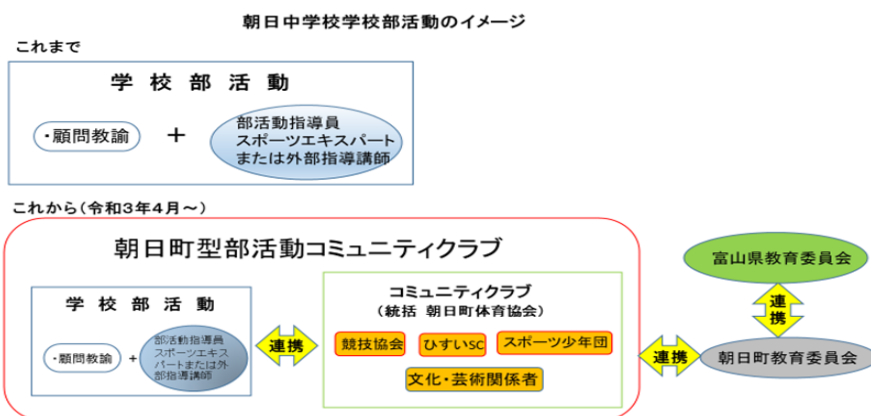 朝日中学校学校部活動のイメージ
これまで
学校部活動
・顧問教諭
+
部活動指導員
スポーツエキスパート
または外部指導講師
これから(令和3年4月~)
朝日町型部活動コミュニティクラブ
学校部活動
・顧問教諭
+
部活動指導員
スポーツエキス
パートまたは外
部指導講師
連携
コミュニティクラブ
(統括 朝日町体育協会)
競技協会
ひすいSC
スポーツ少年団
文化・芸術関係者
連携
富山県教育委員会
連携
朝日町教育委員会